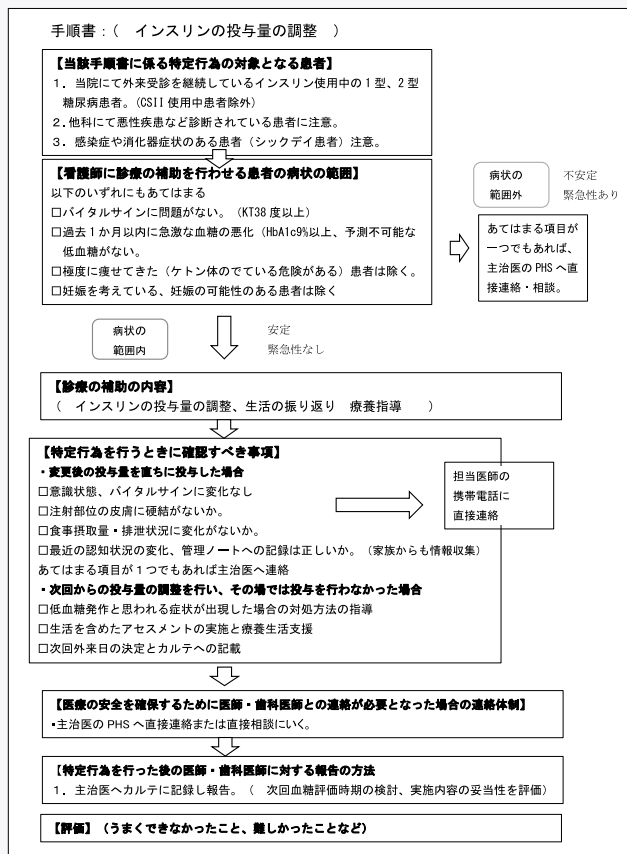 手順書：（　インスリンの投与量の調整　）
【当該手順書に係る特定行為の対象となる患者】
１．当院にて外来受診を継続しているインスリン使用中の１型、２型
糖尿病患者。（CSII 使用中患者除外）
２．他科にて悪性疾患など診断されている患者に注意。
３．感染症や消化器症状のある患者（シックデイ患者）注意。
【看護師に診療の補助を行わせる患者の病状の範囲】
以下のいずれにもあてはまる
□バイタルサインに問題がない。（KT38 度以上）
□過去１か月以内に急激な血糖の悪化（HbA1c9%以上、予測不可能な
低血糖がない。
□極度に痩せてきた（ケトン体のでている危険がある）患者は除く。
□妊娠を考えている、妊娠の可能性のある患者は除く
病状の
範囲外
不安定
緊急性あり
あてはまる項目が
一つでもあれば、
主治医の PHS へ直
接連絡・相談。
病状の
範囲内
安定
緊急性なし
【診療の補助の内容】
（　インスリンの投与量の調整、生活の振り返り　療養指導　　）
【特定行為を行うときに確認すべき事項】
・変更後の投与量を直ちに投与した場合
□意識状態、バイタルサインに変化なし
□注射部位の皮膚に硬結がないか。
□食事摂取量・排泄状況に変化がないか。
□最近の認知状況の変化、管理ノートへの記録は正しいか。（家族からも情報収集）
あてはまる項目が１つでもあれば主治医へ連絡
・次回からの投与量の調整を行い、その場では投与を行わなかった場合
□低血糖発作と思われる症状が出現した場合の対処方法の指導
□生活を含めたアセスメントの実施と療養生活支援
□次回外来日の決定とカルテへの記載
担当医師の
携帯電話に
直接連絡
【医療の安全を確保するために医師・歯科医師との連絡が必要となった場合の連絡体制】
・主治医の PHS へ直接連絡または直接相談にいく。
【特定行為を行った後の医師・歯科医師に対する報告の方法
１．主治医へカルテに記録し報告。（　次回血糖評価時期の検討、実施内容の妥当性を評価）
【評価】（うまくできなかったこと、難しかったことなど）